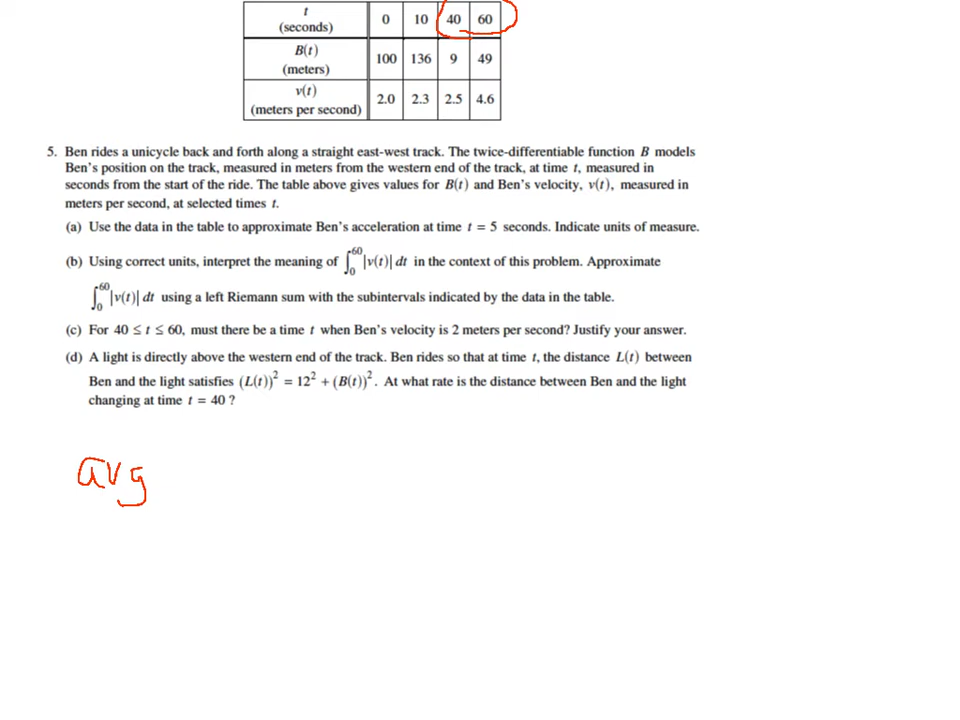 t (seconds) 0 10 40 60
B(t) (meters) 100 136 9 49
v(t) (meters per second) 2.0 2.3 2.5 4.6
5. Ben rides a unicycle back and forth along a straight east-west track. The twice-differentiable function B models
Ben's position on the track, measured in meters from the western end of the track, at time t, measured in
seconds from the start of the ride. The table above gives values for B(t) and Ben's velocity, v(t), measured in
meters per second, at selected times t.
(a) Use the data in the table to approximate Ben's acceleration at time t = 5 seconds. Indicate units of measure.
(b) Using correct units, interpret the meaning of ∫₀⁶⁰ |v(t)| dt in the context of this problem. Approximate
∫₀⁶⁰ |v(t)| dt using a left Riemann sum with the subintervals indicated by the data in the table.
(c) For 40 ≤ t ≤ 60, must there be a time t when Ben's velocity is 2 meters per second? Justify your answer.
(d) A light is directly above the western end of the track. Ben rides so that at time t, the distance L(t) between
Ben and the light satisfies (L(t))² = 12² + (B(t))². At what rate is the distance between Ben and the light
changing at time t = 40 ?
avg